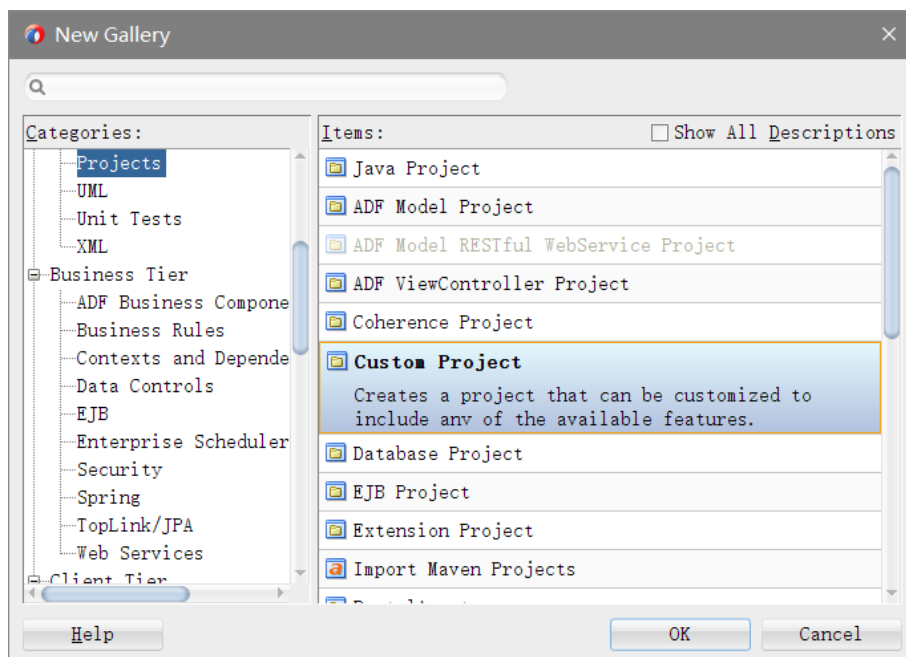 New Gallery
Categories:
Projects
UML
Unit Tests
XML
Business Tier
ADF Business Compone
Business Rules
Contexts and Depende
Data Controls
EJB
Enterprise Scheduler
Security
Spring
TopLink/JPA
Web Services
Client Tier
Items:
Show All Descriptions
Java Project
ADF Model Project
ADF Model RESTful WebService Project
ADF ViewController Project
Coherence Project
Custom Project
Creates a project that can be customized to
include any of the available features.
Database Project
EJB Project
Extension Project
Import Maven Projects
Help
OK
Cancel